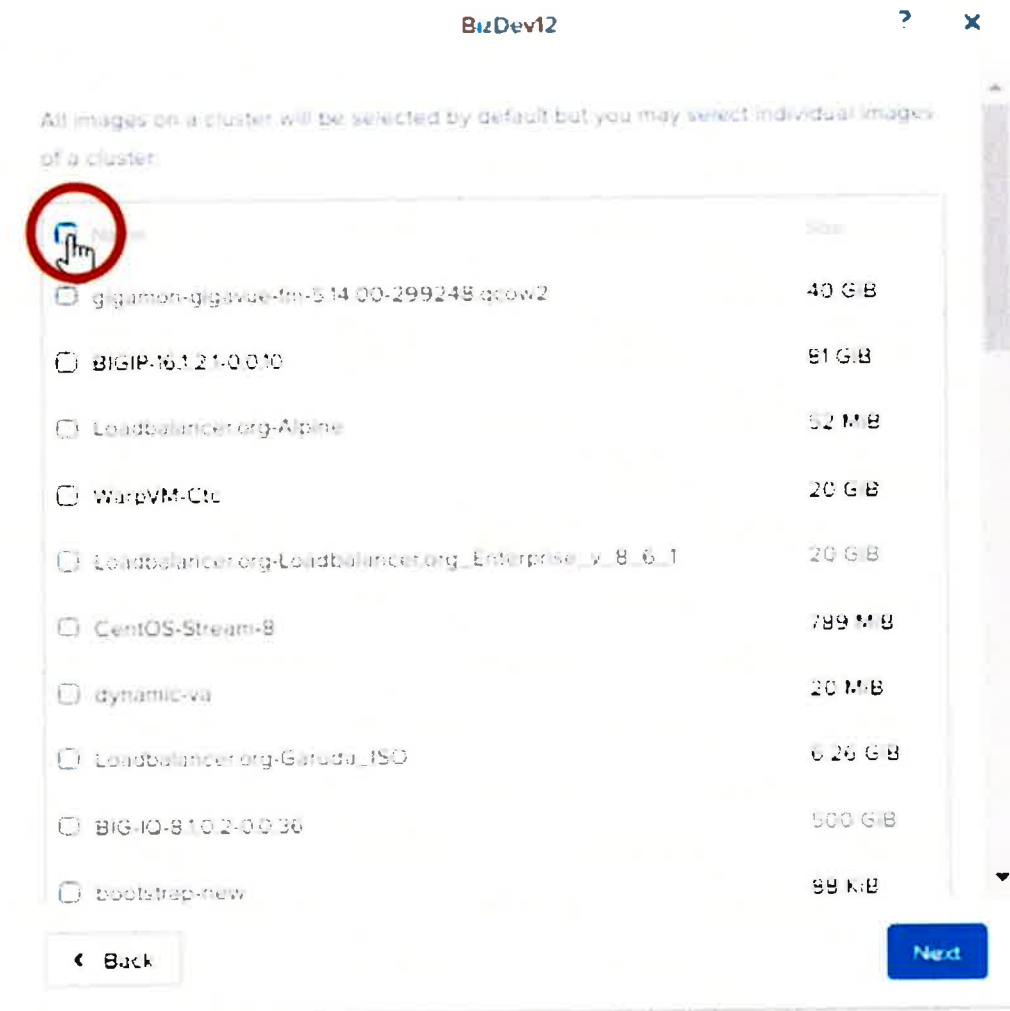 BizDev12 ?
All images on a cluster will be selected by default but you may select individual images
of a cluster.
Name Size
gigamon-gigavue-fm-5.14.00-299248.qcow2 40 GiB
BIGIP-16.1.2.1-0.0.10 81 GiB
Loadbalancer.org-Alpine 52 MiB
WarpVM-Ctc 20 GiB
Loadbalancer.org-Loadbalancer.org_Enterprise_v_8_6_1 20 GiB
CentOS-Stream-8 789 MiB
dynamic-va 20 MiB
Loadbalancer.org-Garuda_ISO 6.26 GiB
BIG-IQ-8.1.0.2-0.0.36 500 GiB
bootstrap-new 98 KiB
Back Next